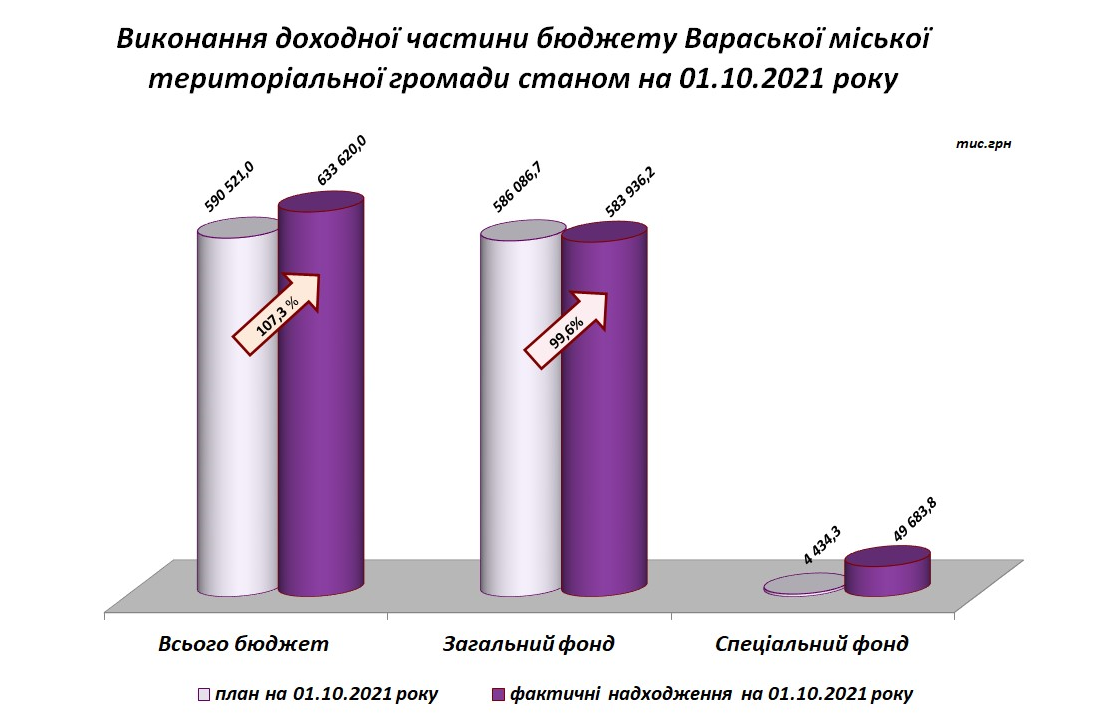 Виконання доходної частини бюджету Вараської міської
територіальної громади станом на 01.10.2021 року
тис.грн
590 521,0
633 620,0
586 086,7
583 936,2
4 434,3
49 683,8
107,3 %
99,6%
Всього бюджет
Загальний фонд
Спеціальний фонд
план на 01.10.2021 року
фактичні надходження на 01.10.2021 року